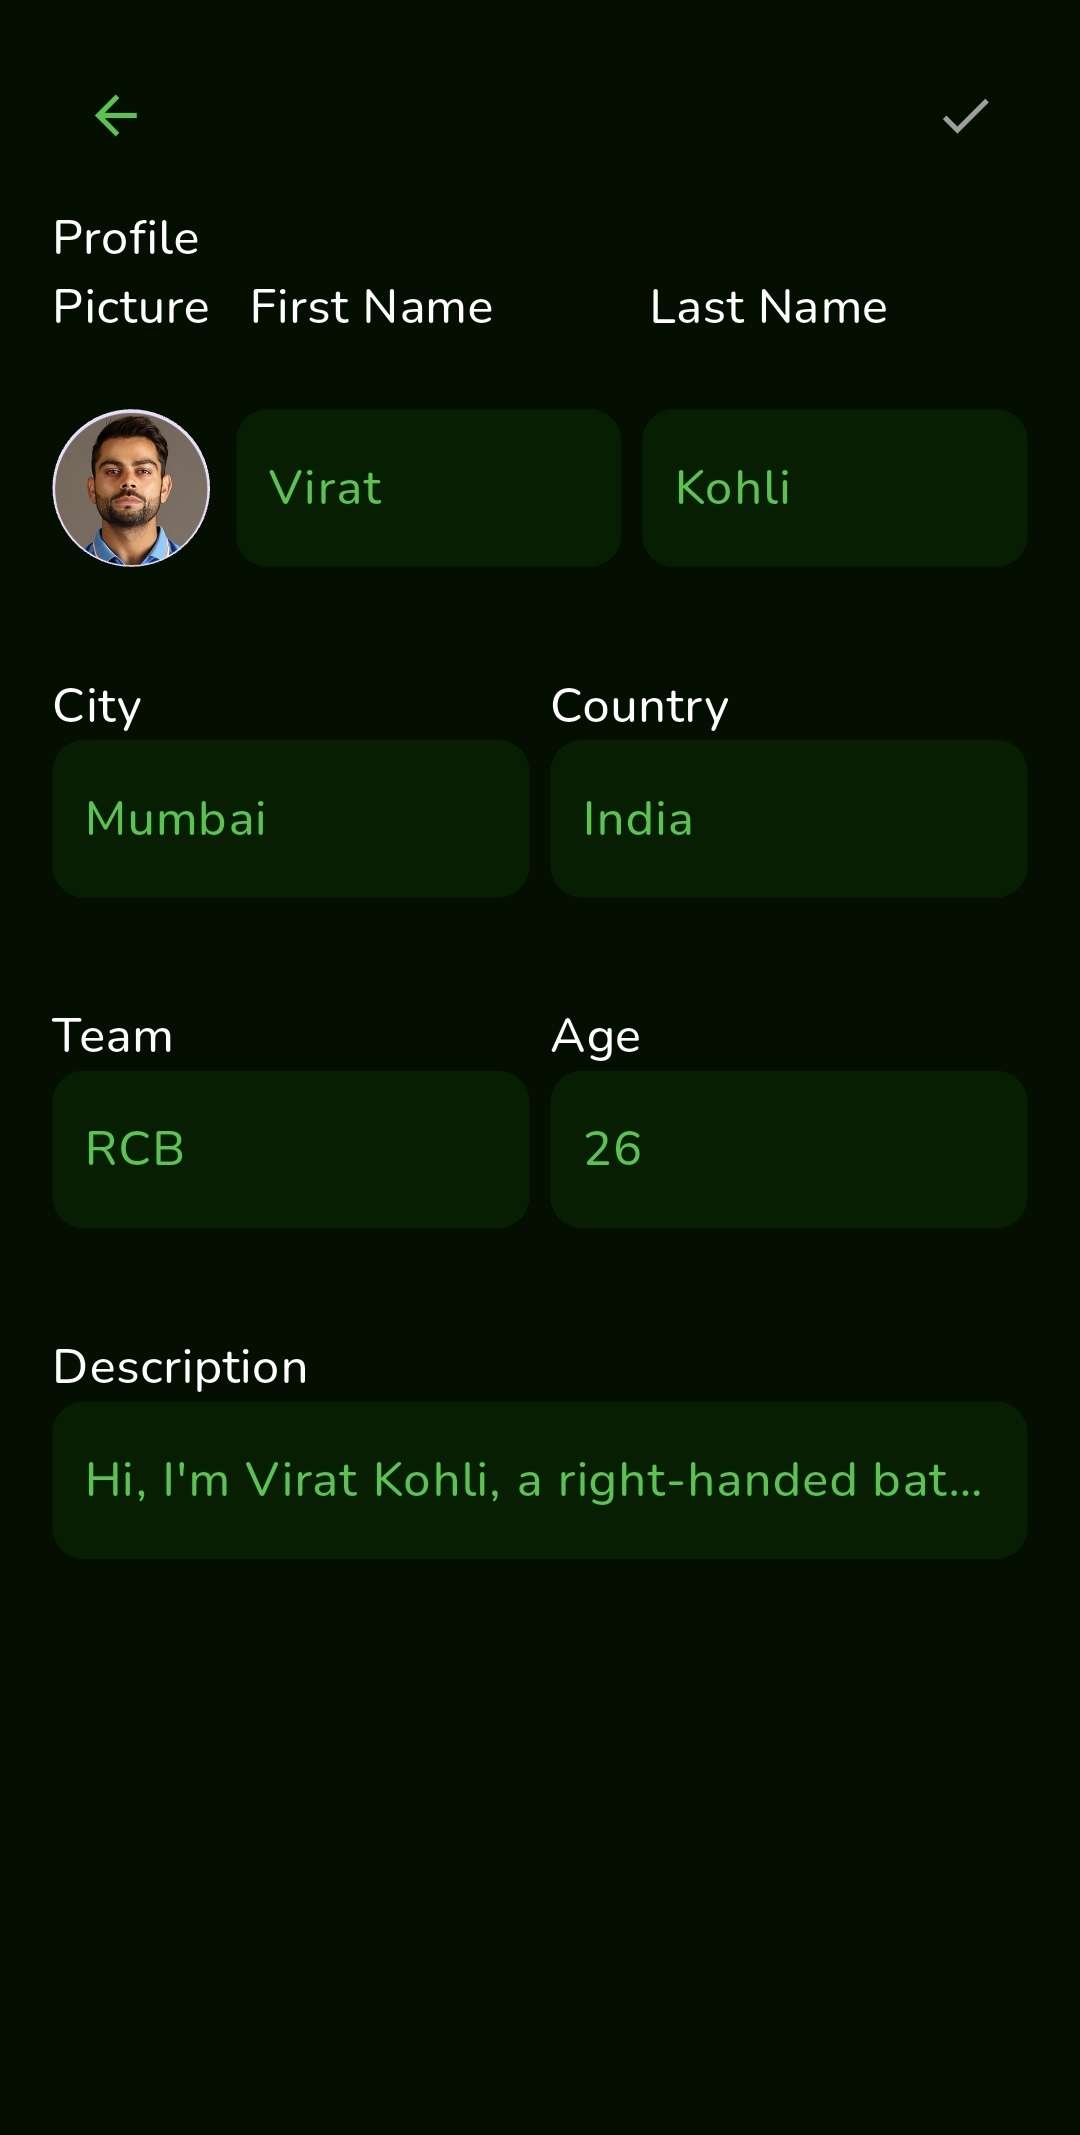 Profile
Picture First Name Last Name
Virat Kohli
City Country
Mumbai India
Team Age
RCB 26
Description
Hi, I'm Virat Kohli, a right-handed bat...